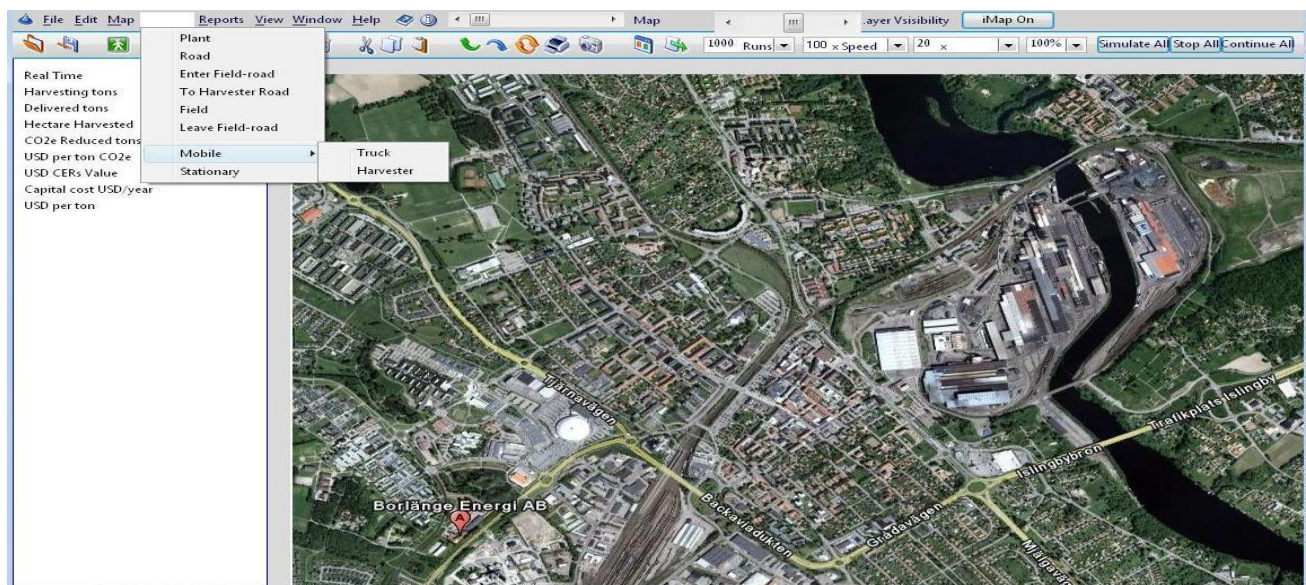 File Edit Map Reports View Window Help Map .ayer Vsisibility iMap On
1000 Runs 100 x Speed 20 x 100% Simulate All Stop All Continue All
Plant
Road
Enter Field-road
To Harvester Road
Field
Leave Field-road
Mobile
Stationary
Truck
Harvester
Real Time
Harvesting tons
Delivered tons
Hectare Harvested
CO2e Reduced tons
USD per ton CO2e
USD CERs Value
Capital cost USD/year
USD per ton
Tjärnavägen
Borlänge Energi AB
A
Backaviadukten
Grådavägen
Islingbybron
Trafikplats Islingby